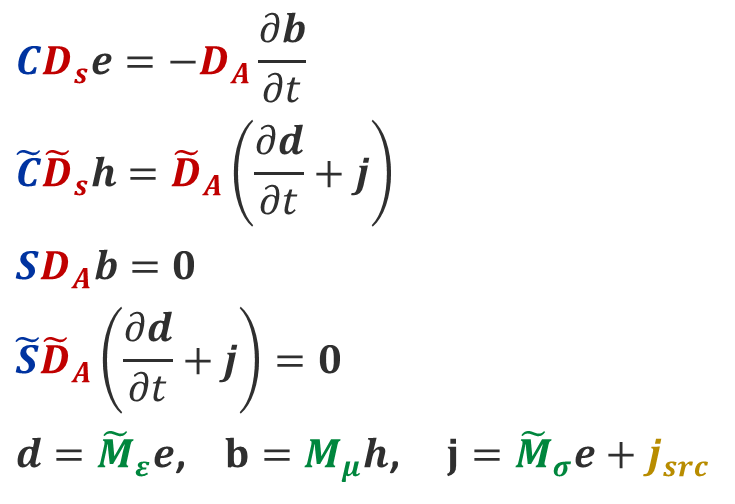 CD_s e = −D_A ∂b/∂t
C̃D̃_s h = D̃_A (∂d/∂t + j)
SD_A b = 0
S̃D̃_A (∂d/∂t + j) = 0
d = M̃_ε e, b = M_μ h, j = M̃_σ e + j_src